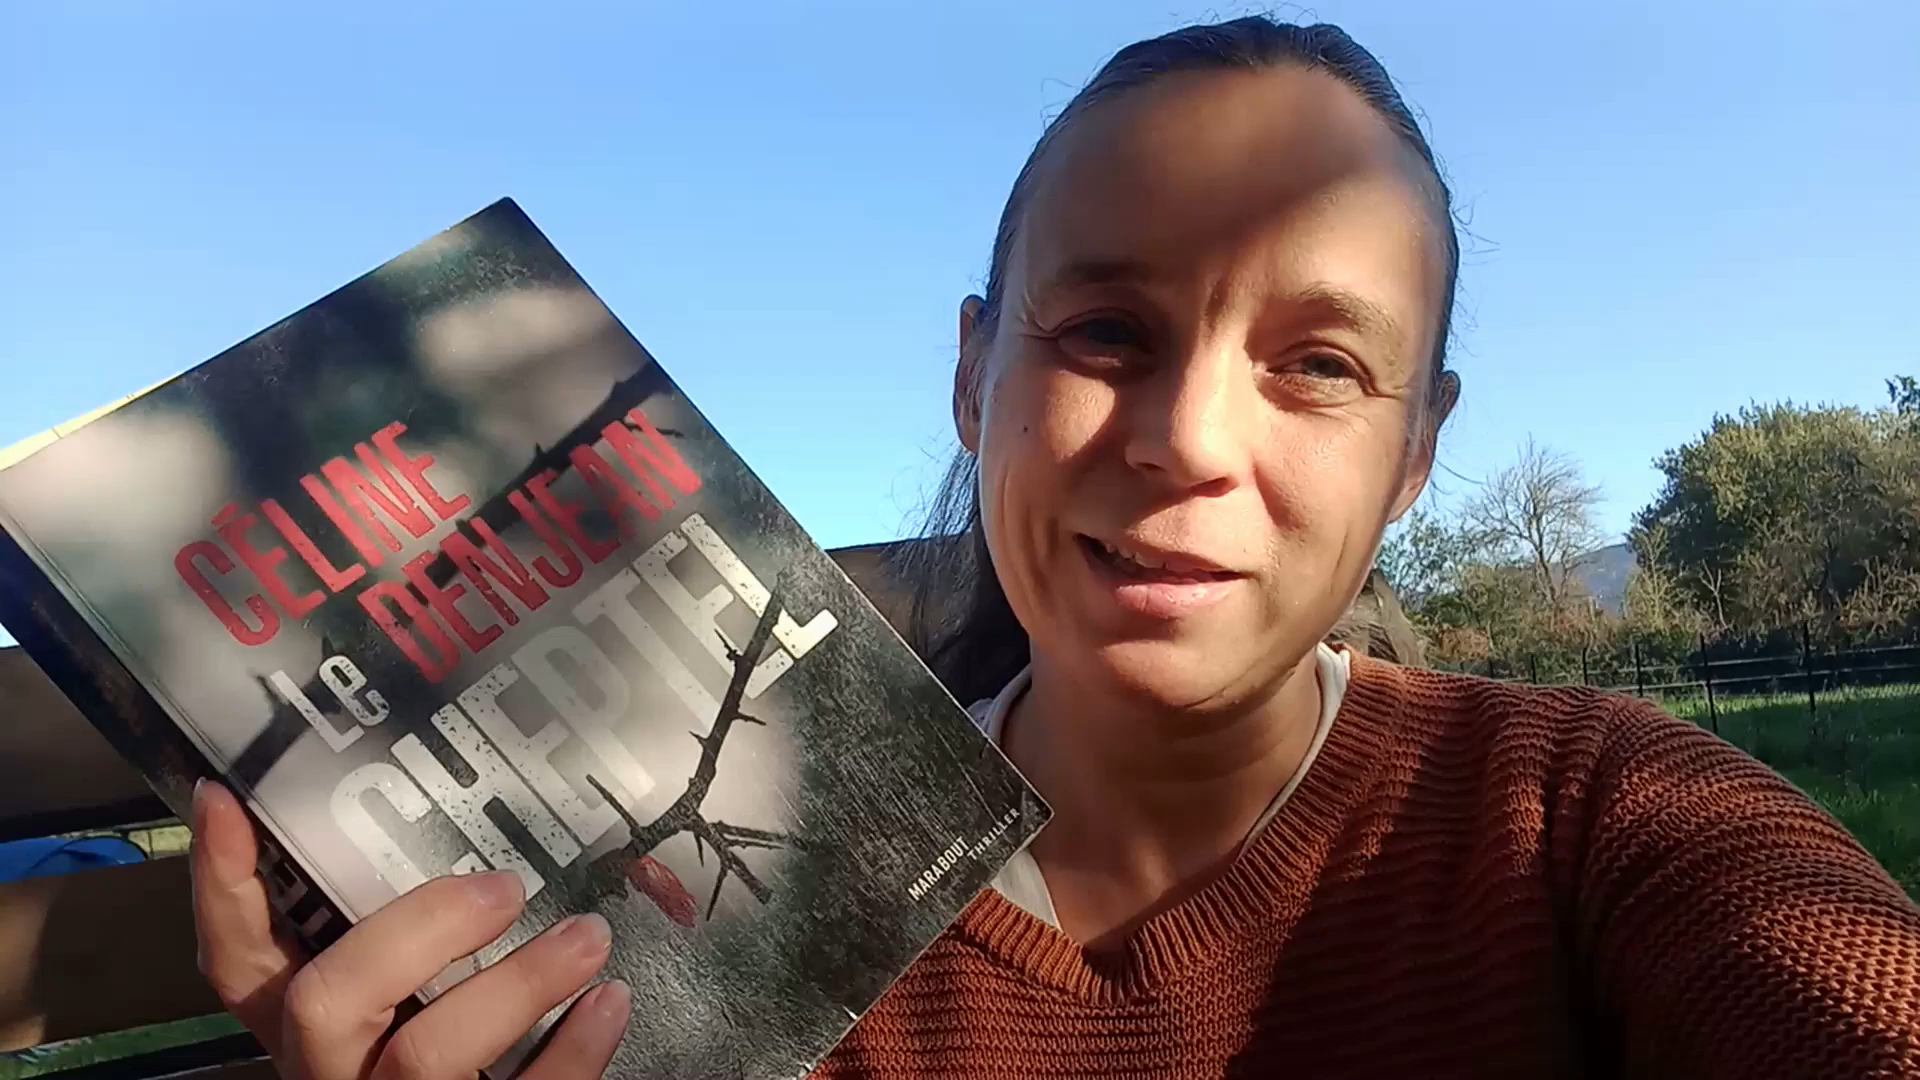 CÉLINE
DENJEAN
Le
CHEPTEL
MARABOUT
THRILLER